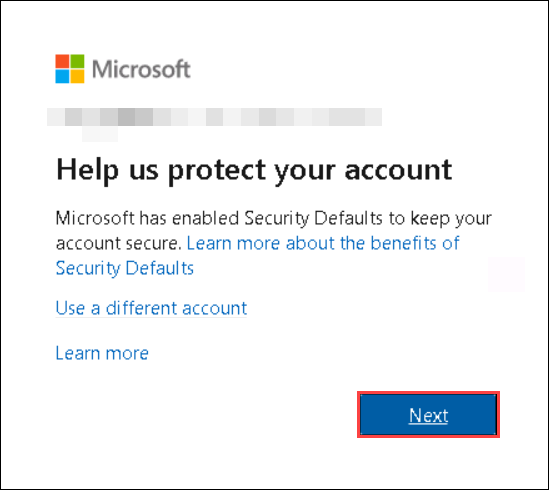 Microsoft
Help us protect your account
Microsoft has enabled Security Defaults to keep your
account secure. Learn more about the benefits of
Security Defaults
Use a different account
Learn more
Next